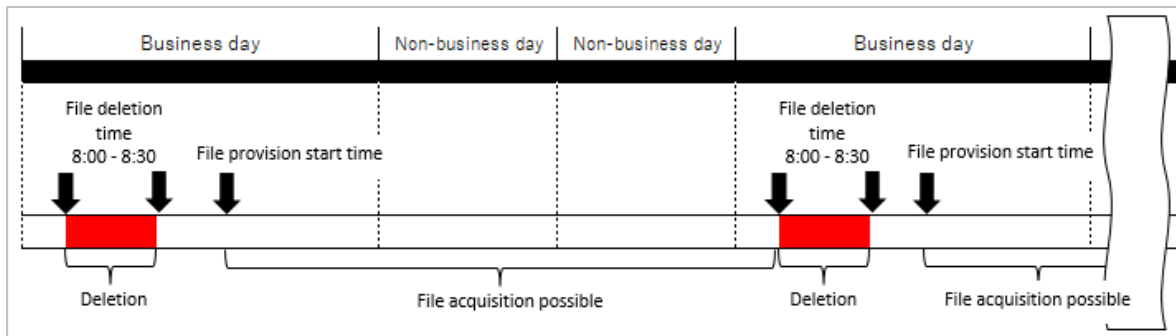 Business day
Non-business day
Non-business day
Business day
File deletion
time
8:00 - 8:30
File provision start time
File deletion
time
8:00 - 8:30
File provision start time
Deletion
File acquisition possible
Deletion
File acquisition possible